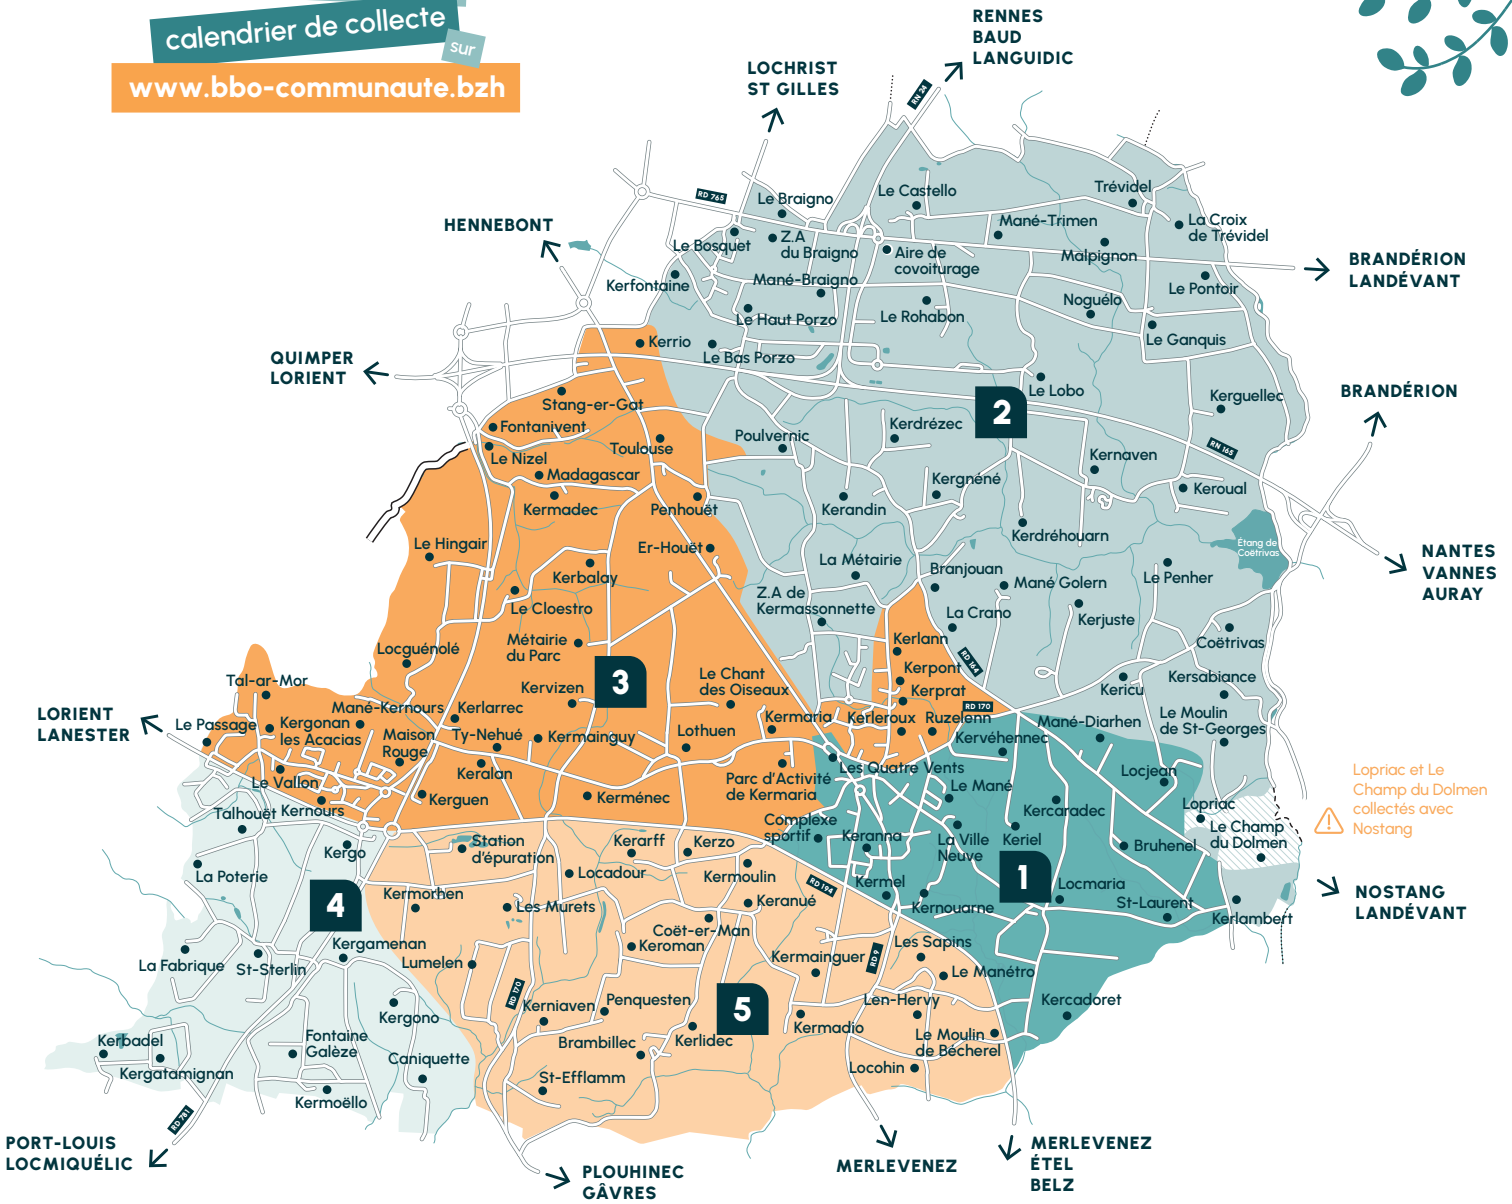 calendrier de collecte
sur
www.bbo-communaute.bzh
RENNES
BAUD
LANGUIDIC
LOCHRIST
ST GILLES
RN 24
HENNEBONT
RD 765
Le Braigno
Le Castello
Trévidel
Mané-Trimen
La Croix
de Trévidel
Le Bosquet
Z.A
du Braigno
Aire de
covoiturage
Malpignon
BRANDÉRION
LANDÉVANT
Kerfontaine
Mané-Braigno
Le Pontoir
Noguélo
Le Haut Porzo
Le Rohabon
Le Ganquis
Kerrio
Le Bas Porzo
QUIMPER
LORIENT
Le Lobo
Kerguellec
BRANDÉRION
Stang-er-Gat
2
Fontanivent
Kerdrézec
Poulvernic
Toulouse
RN 165
Le Nizel
Kernaven
Madagascar
Kergnéné
Keroual
Kermadec
Penhouët
Kerandin
Kerdréhouarn
Le Hingair
Er-Houët
Étang de
Coëtrivas
NANTES
VANNES
AURAY
La Métairie
Branjouan
Kerbalay
Mané Golern
Le Penher
Le Cloestro
Z.A de
Kermassonnette
La Crano
Kerjuste
Métairie
du Parc
Kerlann
Coëtrivas
Locguénolé
RD 164
Kerpont
3
Le Chant
des Oiseaux
Tal-ar-Mor
Kervizen
Kerprat
Kericu
Kersabiance
Mané-Kernours
Kerlarrec
RD 170
LORIENT
LANESTER
Le Passage
Kergonan
les Acacias
Kermaria
Kerleroux
Ruzelenn
Mané-Diarhen
Le Moulin
de St-Georges
Maison
Rouge
Ty-Nehué
Kermainguy
Lothuen
Kervéhennec
Les Quatre Vents
Keralan
Parc d'Activité
de Kermaria
Locjean
Le Vallon
Le Mané
Lopriac et Le
Champ du Dolmen
collectés avec
Nostang
Kerguen
Kerménec
Kercaradec
Lopriac
Talhouët
Kernours
Complexe
sportif
Keranna
La Ville
Neuve
Keriel
Le Champ
du Dolmen
Kergo
Station
d'épuration
Kerarff
Kerzo
Bruhenel
La Poterie
Locadour
Kermoulin
1
Kermorhen
RD 194
Kermel
Locmaria
NOSTANG
LANDÉVANT
4
Les Murets
Keranué
Kernouarne
St-Laurent
Kerlambert
Coët-er-Man
Kergamenan
Keroman
Les Sapins
La Fabrique
St-Sterlin
Lumelen
Kermainguer
RD 9
Le Manétro
RD 170
Kergono
Kerniaven
Penquesten
5
Len-Hervy
Kercadoret
Kermadio
Kerbadel
Fontaine
Galèze
Brambillec
Kerlidec
Le Moulin
de Bécherel
Caniquette
Kergatamignan
St-Efflamm
Locohin
Kermoëllo
RD 781
PORT-LOUIS
LOCMIQUÉLIC
PLOUHINEC
GÂVRES
MERLEVENEZ
MERLEVENEZ
ÉTEL
BELZ